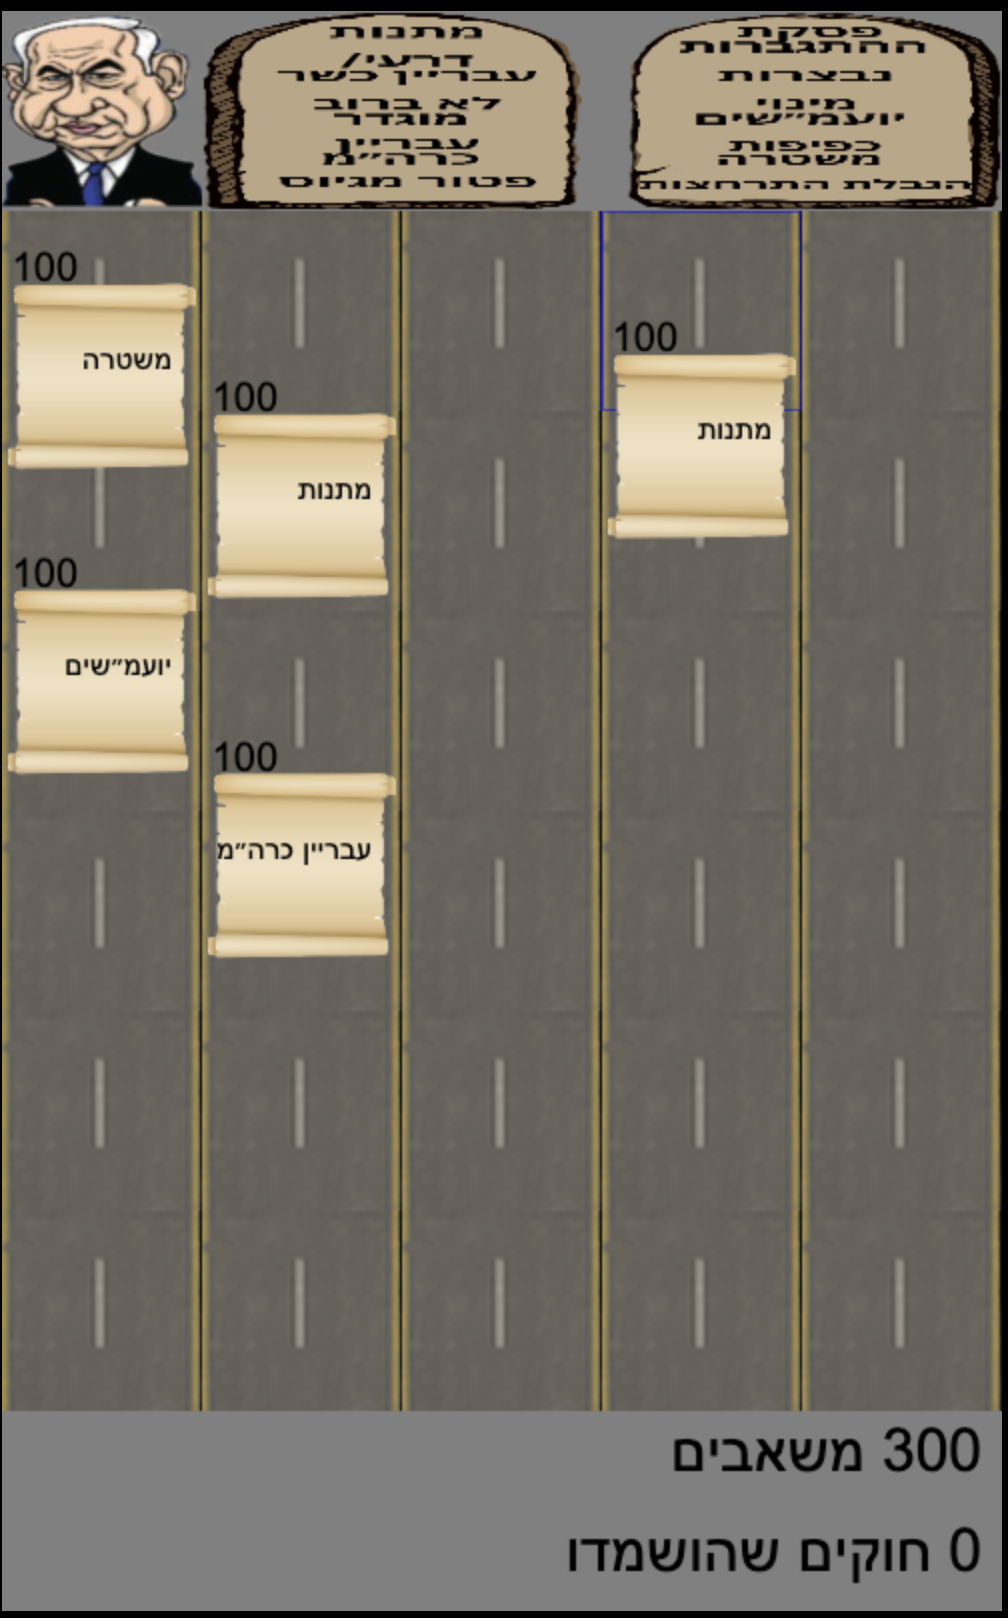 פסקת
ההתגברות
נבצרות
מינוי
יועמ״שים
כפיפות
משטרה
הגבלת התרחצות
מתנות
דרעי/
עבריין כשר
לא ברוב
מוגדר
עבריין
כרה״מ
פטור מגיוס
100
משטרה
100
מתנות
100
מתנות
100
יועמ״שים
100
עבריין כרה״מ
300 משאבים
0 חוקים שהושמדו